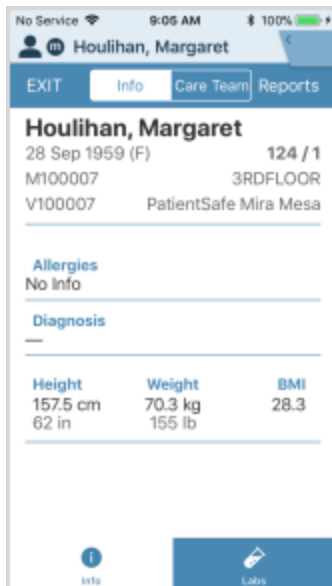 No Service 9:05 AM 100%
m Houlihan, Margaret
EXIT Info Care Team Reports
Houlihan, Margaret
28 Sep 1959 (F) 124 / 1
M100007 3RDFLOOR
V100007 PatientSafe Mira Mesa
Allergies
No Info
Diagnosis
—
Height Weight BMI
157.5 cm 70.3 kg 28.3
62 in 155 lb
Info Labs